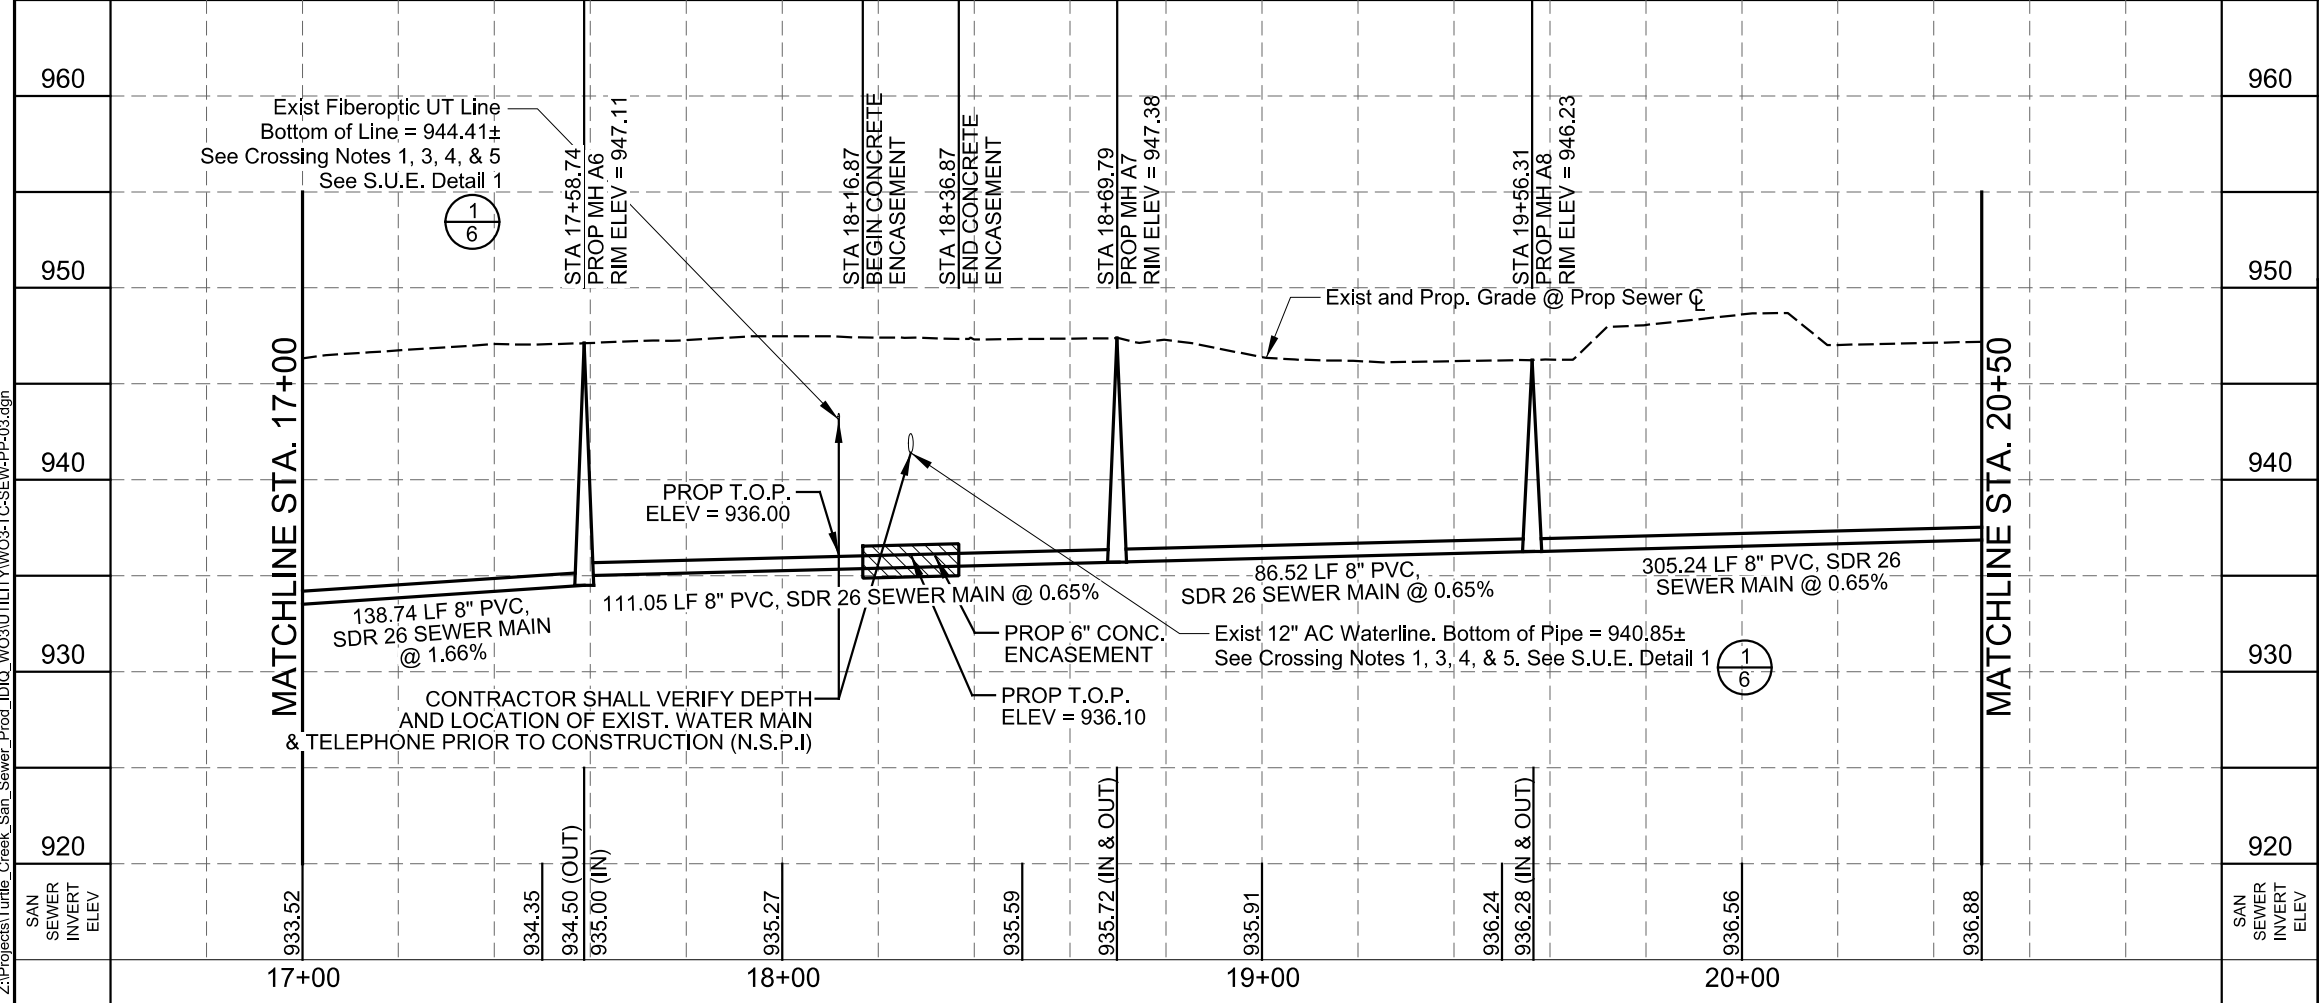 960
950
940
930
920
SAN
SEWER
INVERT
ELEV
Z:\Projects\Turtle_Creek_San_Sewer_Prod_IDIQ_WO3\UTILITY\WO3-TC-SEW-PP-03.dgn
Exist Fiberoptic UT Line
Bottom of Line = 944.41±
See Crossing Notes 1, 3, 4, & 5
See S.U.E. Detail 1
1
6
STA 17+58.74
PROP MH A6
RIM ELEV = 947.11
STA 18+16.87
BEGIN CONCRETE
ENCASEMENT
STA 18+36.87
END CONCRETE
ENCASEMENT
STA 18+69.79
PROP MH A7
RIM ELEV = 947.38
STA 19+56.31
PROP MH A8
RIM ELEV = 946.23
Exist and Prop. Grade @ Prop Sewer ℄
MATCHLINE STA. 17+00
MATCHLINE STA. 20+50
PROP T.O.P.
ELEV = 936.00
138.74 LF 8" PVC,
SDR 26 SEWER MAIN
@ 1.66%
111.05 LF 8" PVC, SDR 26 SEWER MAIN @ 0.65%
86.52 LF 8" PVC,
SDR 26 SEWER MAIN @ 0.65%
305.24 LF 8" PVC, SDR 26
SEWER MAIN @ 0.65%
PROP 6" CONC.
ENCASEMENT
Exist 12" AC Waterline. Bottom of Pipe = 940.85±
See Crossing Notes 1, 3, 4, & 5. See S.U.E. Detail 1
1
6
CONTRACTOR SHALL VERIFY DEPTH
AND LOCATION OF EXIST. WATER MAIN
& TELEPHONE PRIOR TO CONSTRUCTION (N.S.P.I)
PROP T.O.P.
ELEV = 936.10
933.52
934.35
934.50 (OUT)
935.00 (IN)
935.27
935.59
935.72 (IN & OUT)
935.91
936.24
936.28 (IN & OUT)
936.56
936.88
17+00
18+00
19+00
20+00
960
950
940
930
920
SAN
SEWER
INVERT
ELEV